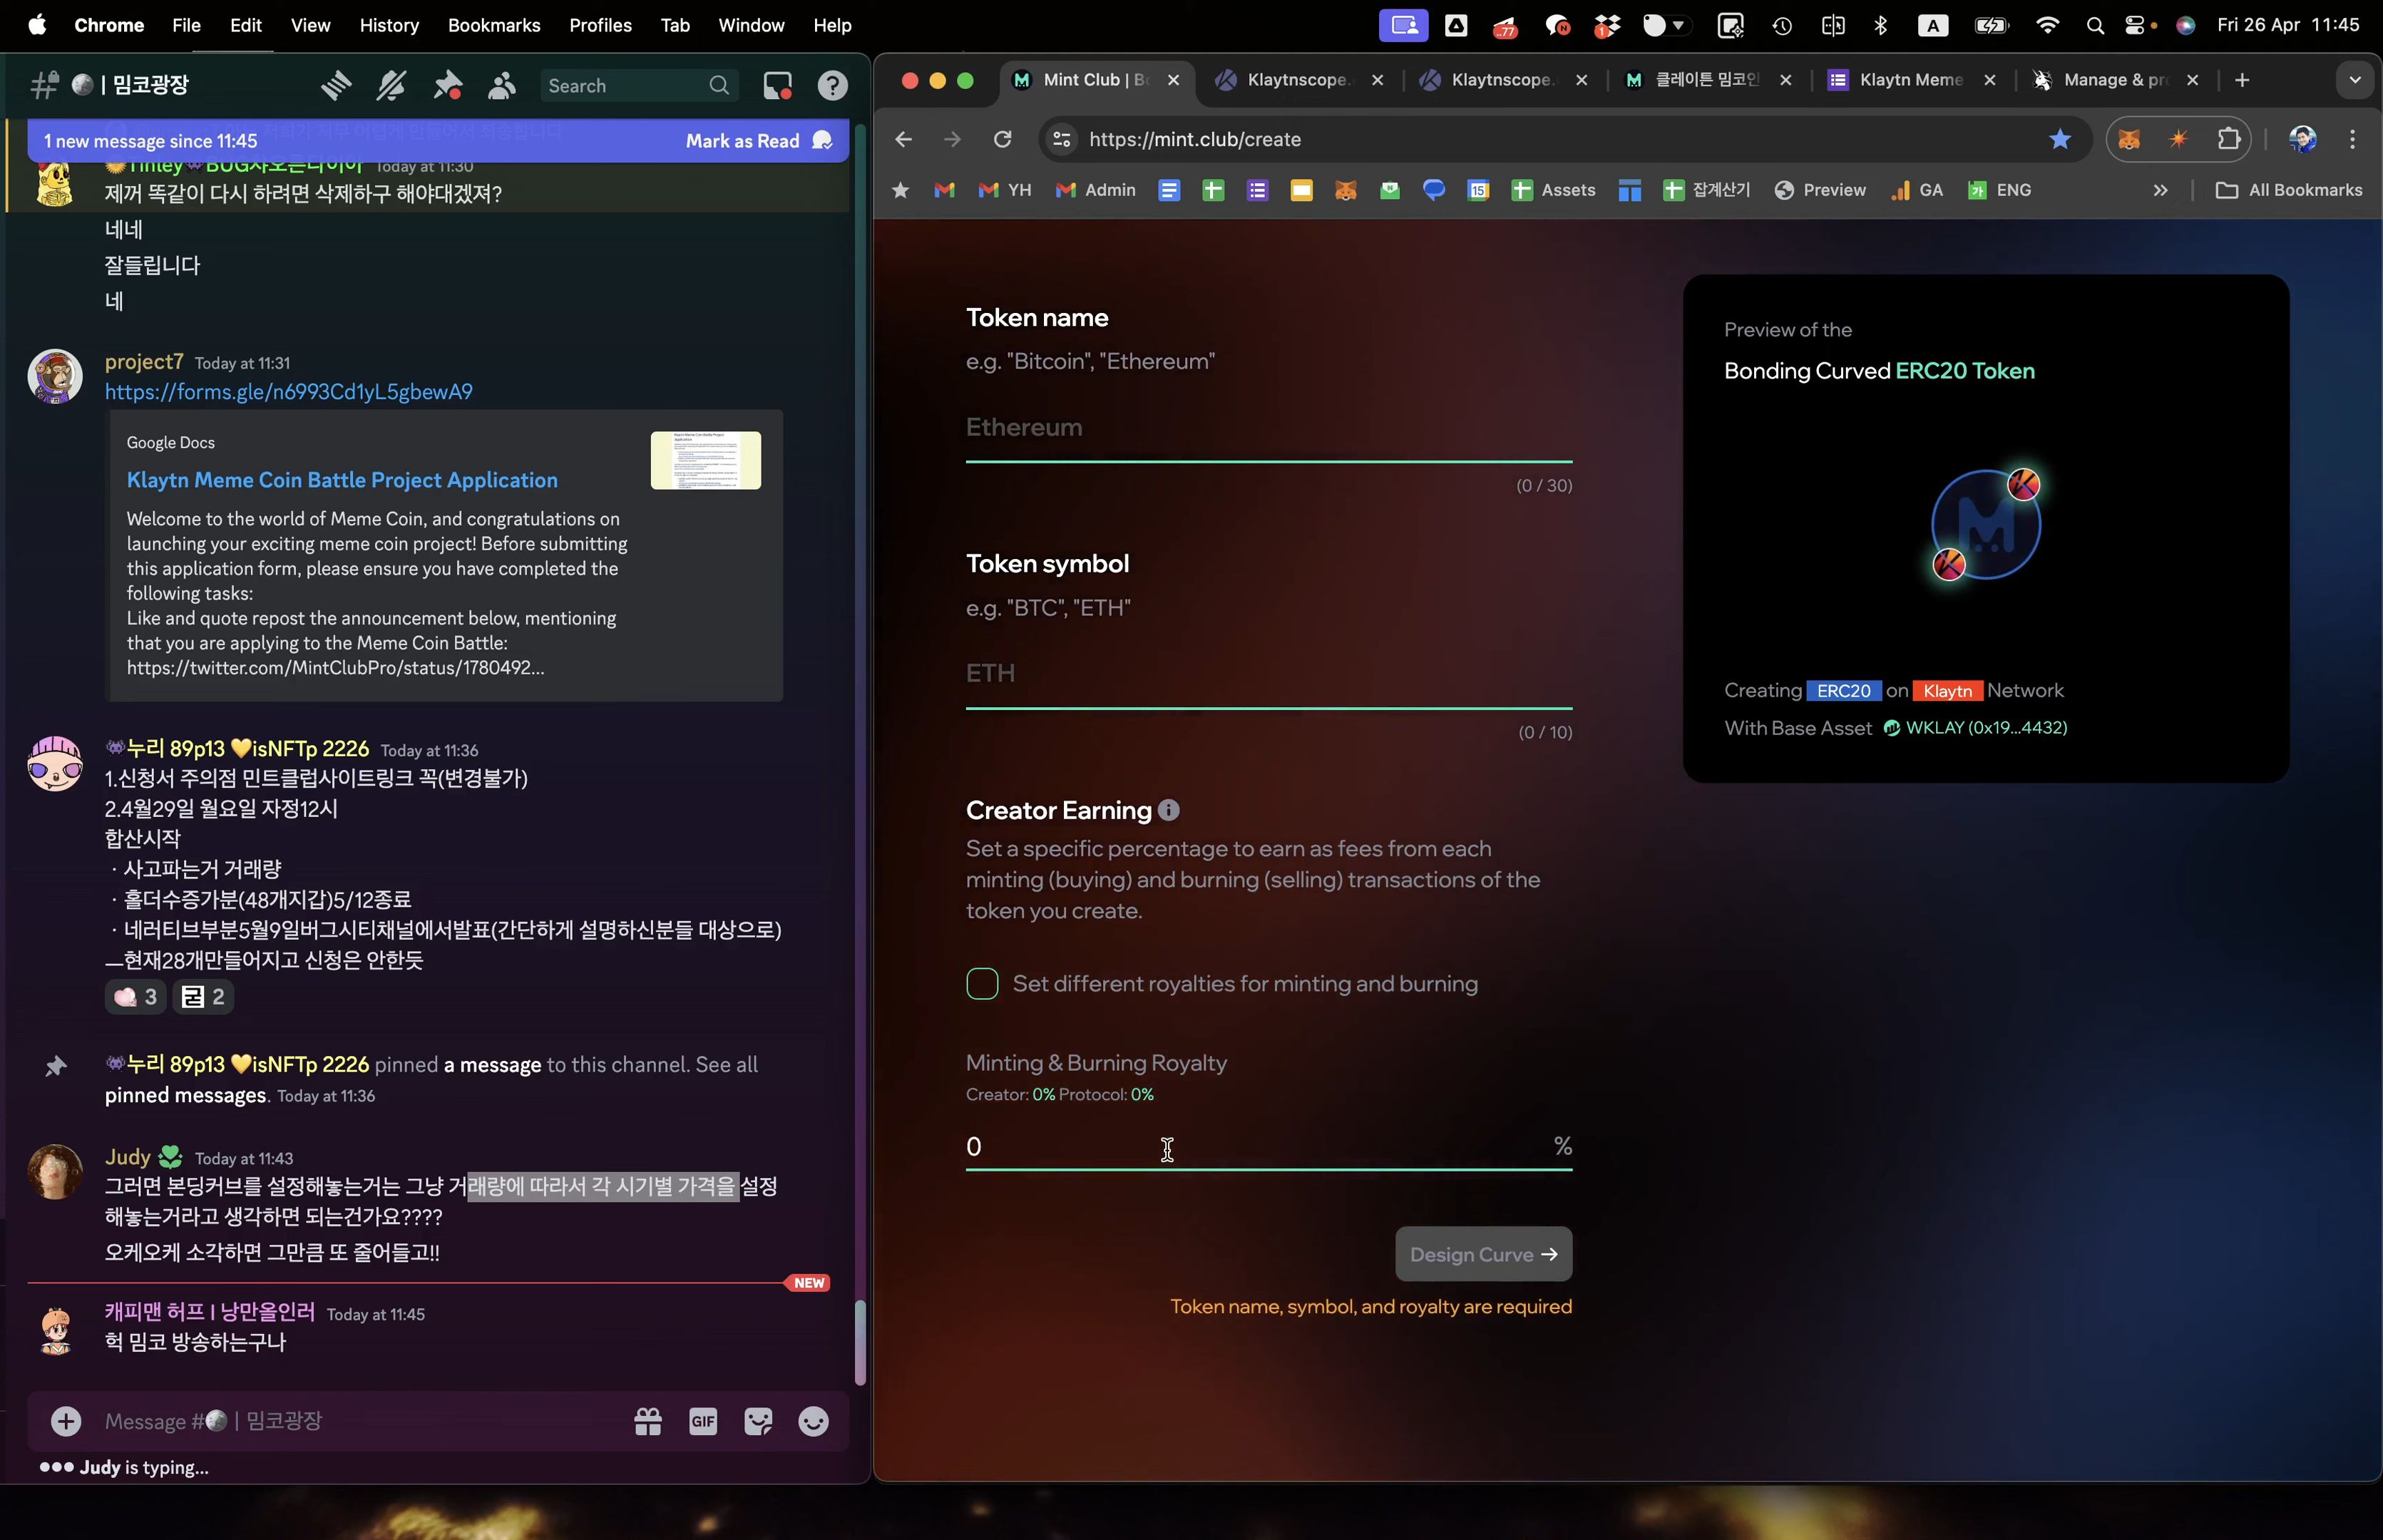 Chrome File Edit View History Bookmarks Profiles Tab Window Help
A Fri 26 Apr 11:45
| 밈코광장
Search
1 new message since 11:45 Mark as Read
Today at 11:30
제꺼 똑같이 다시 하려면 삭제하구 해야대겠져?
네네
잘들립니다
네
project7 Today at 11:31
https://forms.gle/n6993Cd1yL5gbewA9
Google Docs
Klaytn Meme Coin Battle Project Application
Welcome to the world of Meme Coin, and congratulations on
launching your exciting meme coin project! Before submitting
this application form, please ensure you have completed the
following tasks:
Like and quote repost the announcement below, mentioning
that you are applying to the Meme Coin Battle:
https://twitter.com/MintClubPro/status/1780492...
👾누리 89p13 💛isNFTp 2226 Today at 11:36
1.신청서 주의점 민트클럽사이트링크 꼭(변경불가)
2.4월29일 월요일 자정12시
합산시작
·사고파는거 거래량
·홀더수증가분(48개지갑)5/12종료
·네러티브부분5월9일버그시티채널에서발표(간단하게 설명하신분들 대상으로)
ㅡ현재28개만들어지고 신청은 안한듯
3 굳 2
👾누리 89p13 💛isNFTp 2226 pinned a message to this channel. See all
pinned messages. Today at 11:36
Judy Today at 11:43
그러면 본딩커브를 설정해놓는거는 그냥 거래량에 따라서 각 시기별 가격을 설정
해놓는거라고 생각하면 되는건가요????
오케오케 소각하면 그만큼 또 줄어들고!!
NEW
캐피맨 허프 | 낭만올인러 Today at 11:45
헉 밈코 방송하는구나
Message # | 밈코광장
GIF
Judy is typing...
Mint Club | Bo
Klaytnscope.
Klaytnscope.
클레이튼 밈코인
Klaytn Meme
Manage & pr
https://mint.club/create
YH Admin Assets 잡계산기 Preview GA ENG All Bookmarks
Token name
e.g. "Bitcoin", "Ethereum"
Ethereum
(0 / 30)
Token symbol
e.g. "BTC", "ETH"
ETH
(0 / 10)
Creator Earning
Set a specific percentage to earn as fees from each
minting (buying) and burning (selling) transactions of the
token you create.
Set different royalties for minting and burning
Minting & Burning Royalty
Creator: 0% Protocol: 0%
0 %
Design Curve →
Token name, symbol, and royalty are required
Preview of the
Bonding Curved ERC20 Token
Creating ERC20 on Klaytn Network
With Base Asset WKLAY (0x19...4432)